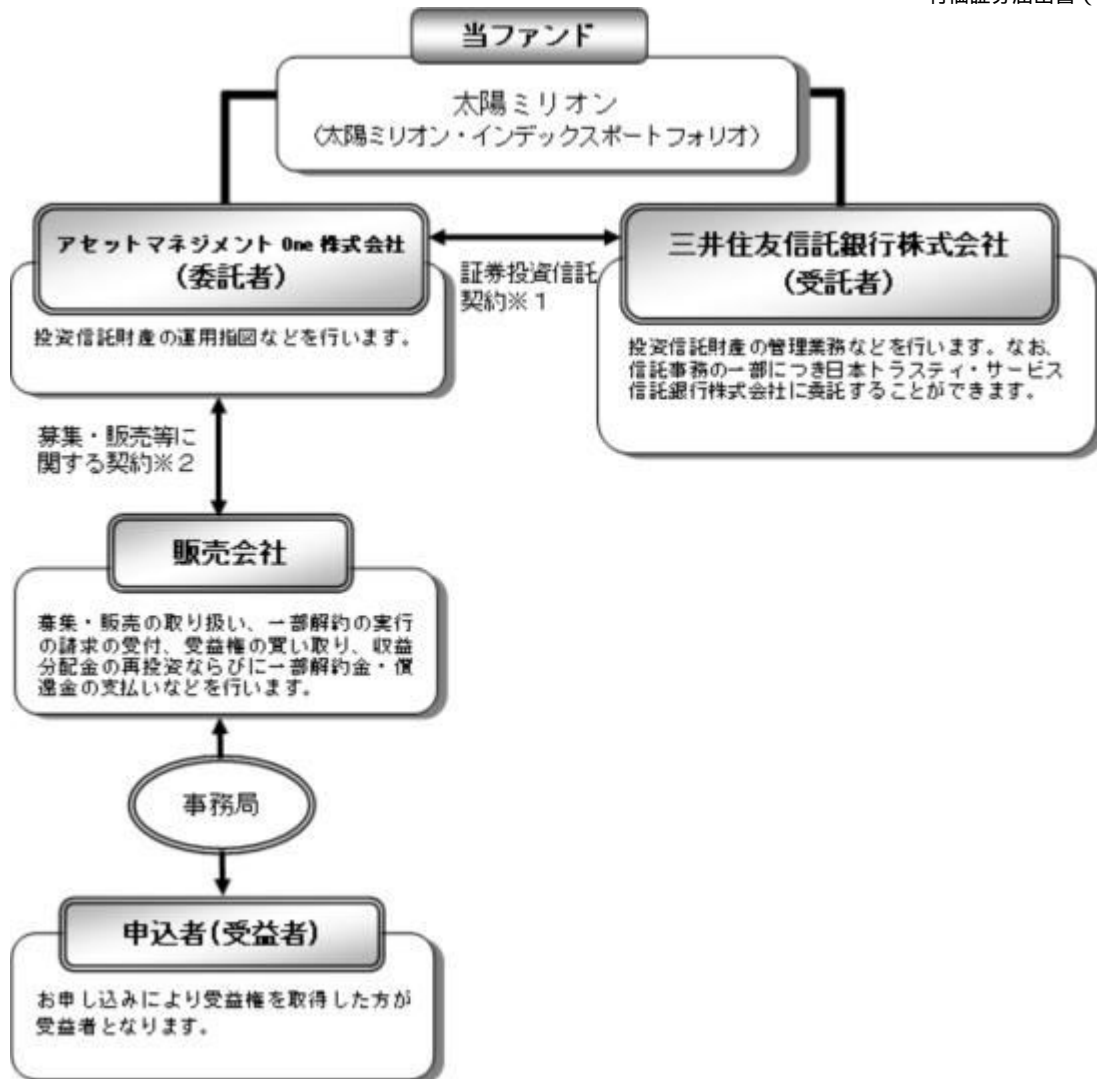 有価証券届出書（
当ファンド
太陽ミリオン
（太陽ミリオン・インデックスポートフォリオ）
アセットマネジメント One 株式会社
（委託者）
投資信託財産の運用指図などを行います。
証券投資信託
契約※１
三井住友信託銀行株式会社
（受託者）
投資信託財産の管理業務などを行います。なお、
信託事務の一部につき日本トラスティ・サービス
信託銀行株式会社に委託することができます。
募集・販売等に
関する契約※２
販売会社
募集・販売の取り扱い、一部解約の実行
の請求の受付、受益権の買い取り、収益
分配金の再投資ならびに一部解約金・償
還金の支払いなどを行います。
事務局
申込者（受益者）
お申し込みにより受益権を取得した方が
受益者となります。